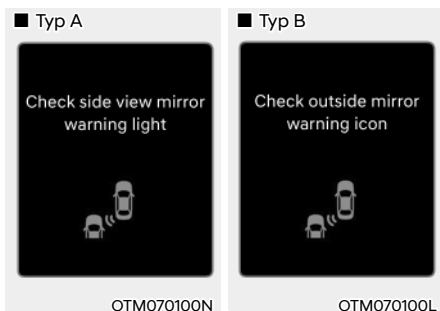 ■ Typ A
Check side view mirror
warning light
OTM070100N
■ Typ B
Check outside mirror
warning icon
OTM070100L